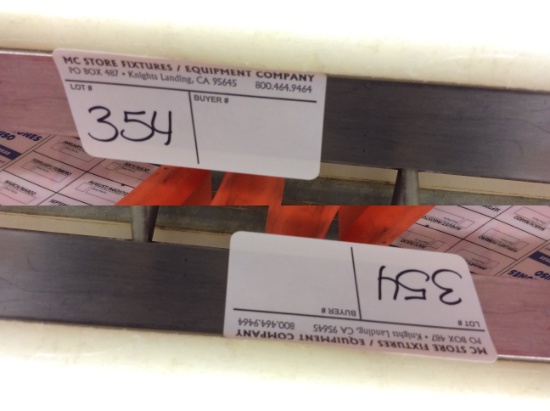 MC STORE FIXTURES / EQUIPMENT COMPANY
PO BOX 487 • Knights Landing, CA 95645 800.464.9464
LOT # BUYER #
354
354
LOT # BUYER #
PO BOX 487 • Knights Landing, CA 95645 800.464.9464
MC STORE FIXTURES / EQUIPMENT COMPANY